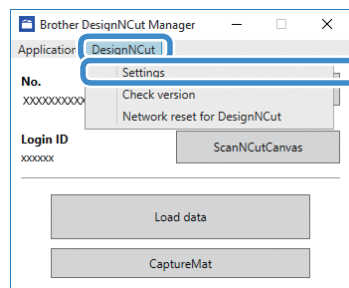 Brother DesignNCut Manager
Application DesignNCut
Settings
No.
Check version
XXXXXXXXXX
Network reset for DesignNCut
Login ID
xxxxxx
ScanNCutCanvas
Load data
CaptureMat